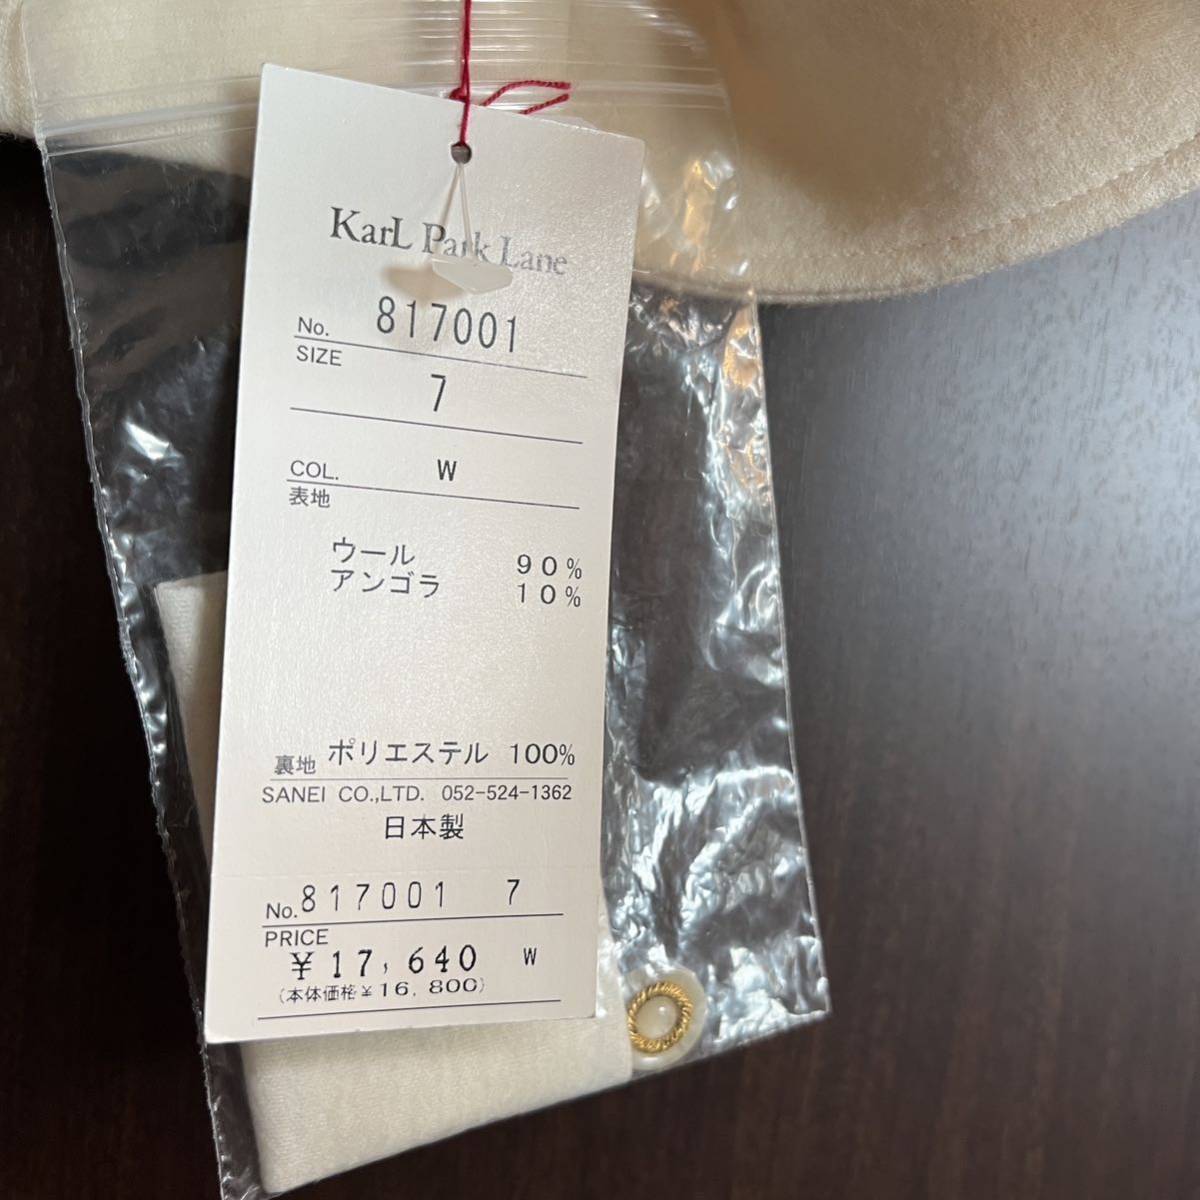 KarL Park Lane
No. 817001
SIZE
7
COL. W
表地
ウール 90%
アンゴラ 10%
裏地 ポリエステル 100%
SANEI CO.,LTD. 052-524-1362
日本製
No. 817001 7
PRICE
¥17,640 W
(本体価格¥16,800)